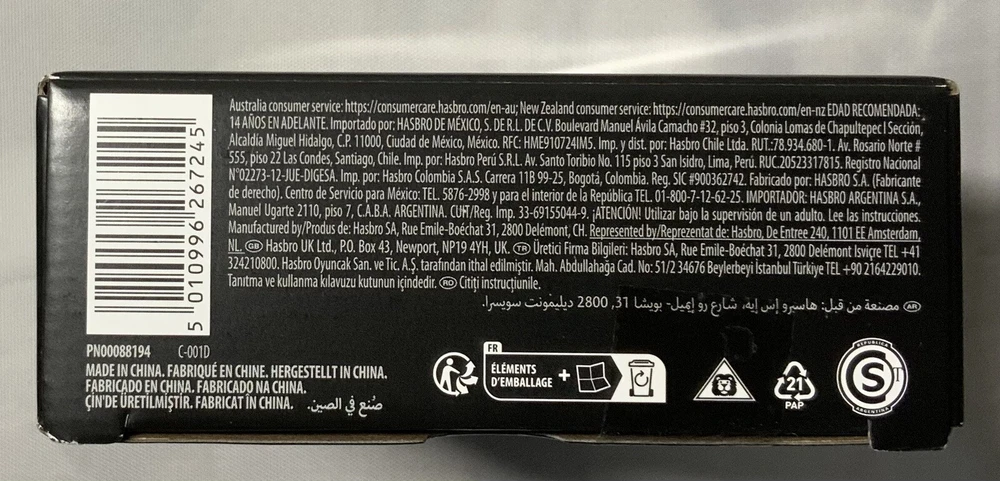 Australia consumer service: https://consumercare.hasbro.com/en-au; New Zealand consumer service: https://consumercare.hasbro.com/en-nz EDAD RECOMENDADA:
14 AÑOS EN ADELANTE. Importado por: HASBRO DE MÉXICO, S. DE R.L. DE C.V. Boulevard Manuel Ávila Camacho #32, piso 3, Colonia Lomas de Chapultepec I Sección,
Alcaldía Miguel Hidalgo, C.P. 11000, Ciudad de México, México. RFC: HME910724IM5. Imp. y dist. por: Hasbro Chile Ltda. RUT.:78.934.680-1. Av. Rosario Norte #
555, piso 22 Las Condes, Santiago, Chile. Imp. por: Hasbro Perú S.R.L. Av. Santo Toribio No. 115 piso 3 San Isidro, Lima, Perú. RUC.20523317815. Registro Nacional
N°02273-12-JUE-DIGESA. Imp. por: Hasbro Colombia S.A.S. Carrera 11B 99-25, Bogotá, Colombia. Reg. SIC #900362742. Fabricado por: HASBRO S.A. (Fabricante
de derecho). Centro de Servicio para México: TEL. 5876-2998 y para el interior de la República TEL. 01-800-7-12-62-25. IMPORTADOR: HASBRO ARGENTINA S.A.,
Manuel Ugarte 2110, piso 7, C.A.B.A. ARGENTINA. CUIT/Reg. Imp. 33-69155044-9. ¡ATENCIÓN! Utilizar bajo la supervisión de un adulto. Lee las instrucciones.
Manufactured by/Produs de: Hasbro SA, Rue Emile-Boéchat 31, 2800 Delémont, CH. Represented by/Reprezentat de: Hasbro, De Entree 240, 1101 EE Amsterdam,
NL. GB Hasbro UK Ltd., P.O. Box 43, Newport, NP19 4YH, UK. TR Üretici Firma Bilgileri: Hasbro SA, Rue Emile-Boéchat 31, 2800 Delémont İsviçre TEL +41
324210800. Hasbro Oyuncak San. ve Tic. A.Ş. tarafından ithal edilmiştir. Mah. Abdullahağa Cad. No: 51/2 34676 Beylerbeyi İstanbul Türkiye TEL +90 2164229010.
Tanıtma ve kullanma kılavuzu kutunun içindedir. RO Citiți instrucțiunile.
AR مصنعة من قبل: هاسبرو إس إيه، شارع رو إميل- بويشا 31، 2800 ديليمونت سويسرا.
5 010996 267245
PN00088194 C-001D
MADE IN CHINA. FABRIQUÉ EN CHINE. HERGESTELLT IN CHINA.
FABRICADO EN CHINA. FABRICADO NA CHINA.
ÇİN'DE ÜRETİLMİŞTİR. FABRICAT ÎN CHINA. صُنع في الصين.
FR
ÉLÉMENTS
D'EMBALLAGE +
21
PAP
REPUBLICA
S
ARGENTINA